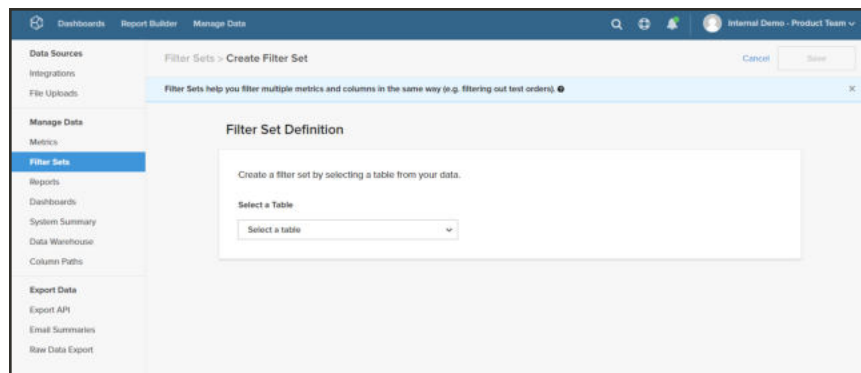 Dashboards Report Builder Manage Data Internal Demo - Product Team
Data Sources
Integrations
File Uploads
Manage Data
Metrics
Filter Sets
Reports
Dashboards
System Summary
Data Warehouse
Column Paths
Export Data
Export API
Email Summaries
Raw Data Export
Filter Sets > Create Filter Set
Cancel Save
Filter Sets help you filter multiple metrics and columns in the same way (e.g. filtering out test orders).
Filter Set Definition
Create a filter set by selecting a table from your data.
Select a Table
Select a table